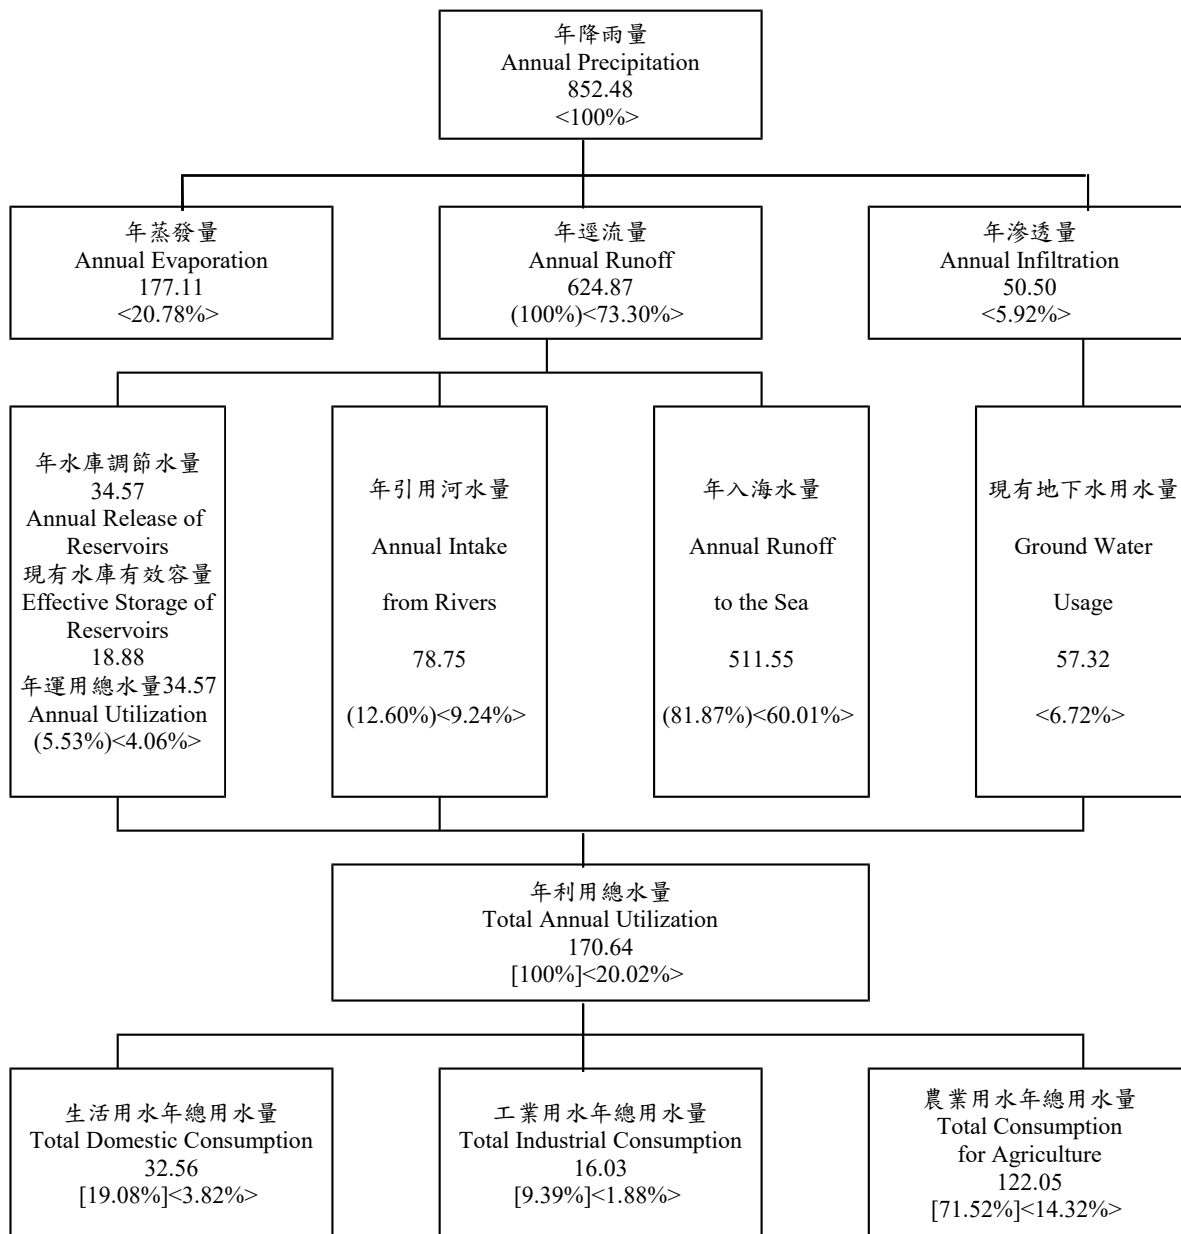 年降雨量
Annual Precipitation
852.48
<100%>
年蒸發量
Annual Evaporation
177.11
<20.78%>
年逕流量
Annual Runoff
624.87
(100%)<73.30%>
年滲透量
Annual Infiltration
50.50
<5.92%>
年水庫調節水量
34.57
Annual Release of
Reservoirs
現有水庫有效容量
Effective Storage of
Reservoirs
18.88
年運用總水量34.57
Annual Utilization
(5.53%)<4.06%>
年引用河水量
Annual Intake
from Rivers
78.75
(12.60%)<9.24%>
年入海水量
Annual Runoff
to the Sea
511.55
(81.87%)<60.01%>
現有地下水用水量
Ground Water
Usage
57.32
<6.72%>
年利用總水量
Total Annual Utilization
170.64
[100%]<20.02%>
生活用水年總用水量
Total Domestic Consumption
32.56
[19.08%]<3.82%>
工業用水年總用水量
Total Industrial Consumption
16.03
[9.39%]<1.88%>
農業用水年總用水量
Total Consumption
for Agriculture
122.05
[71.52%]<14.32%>